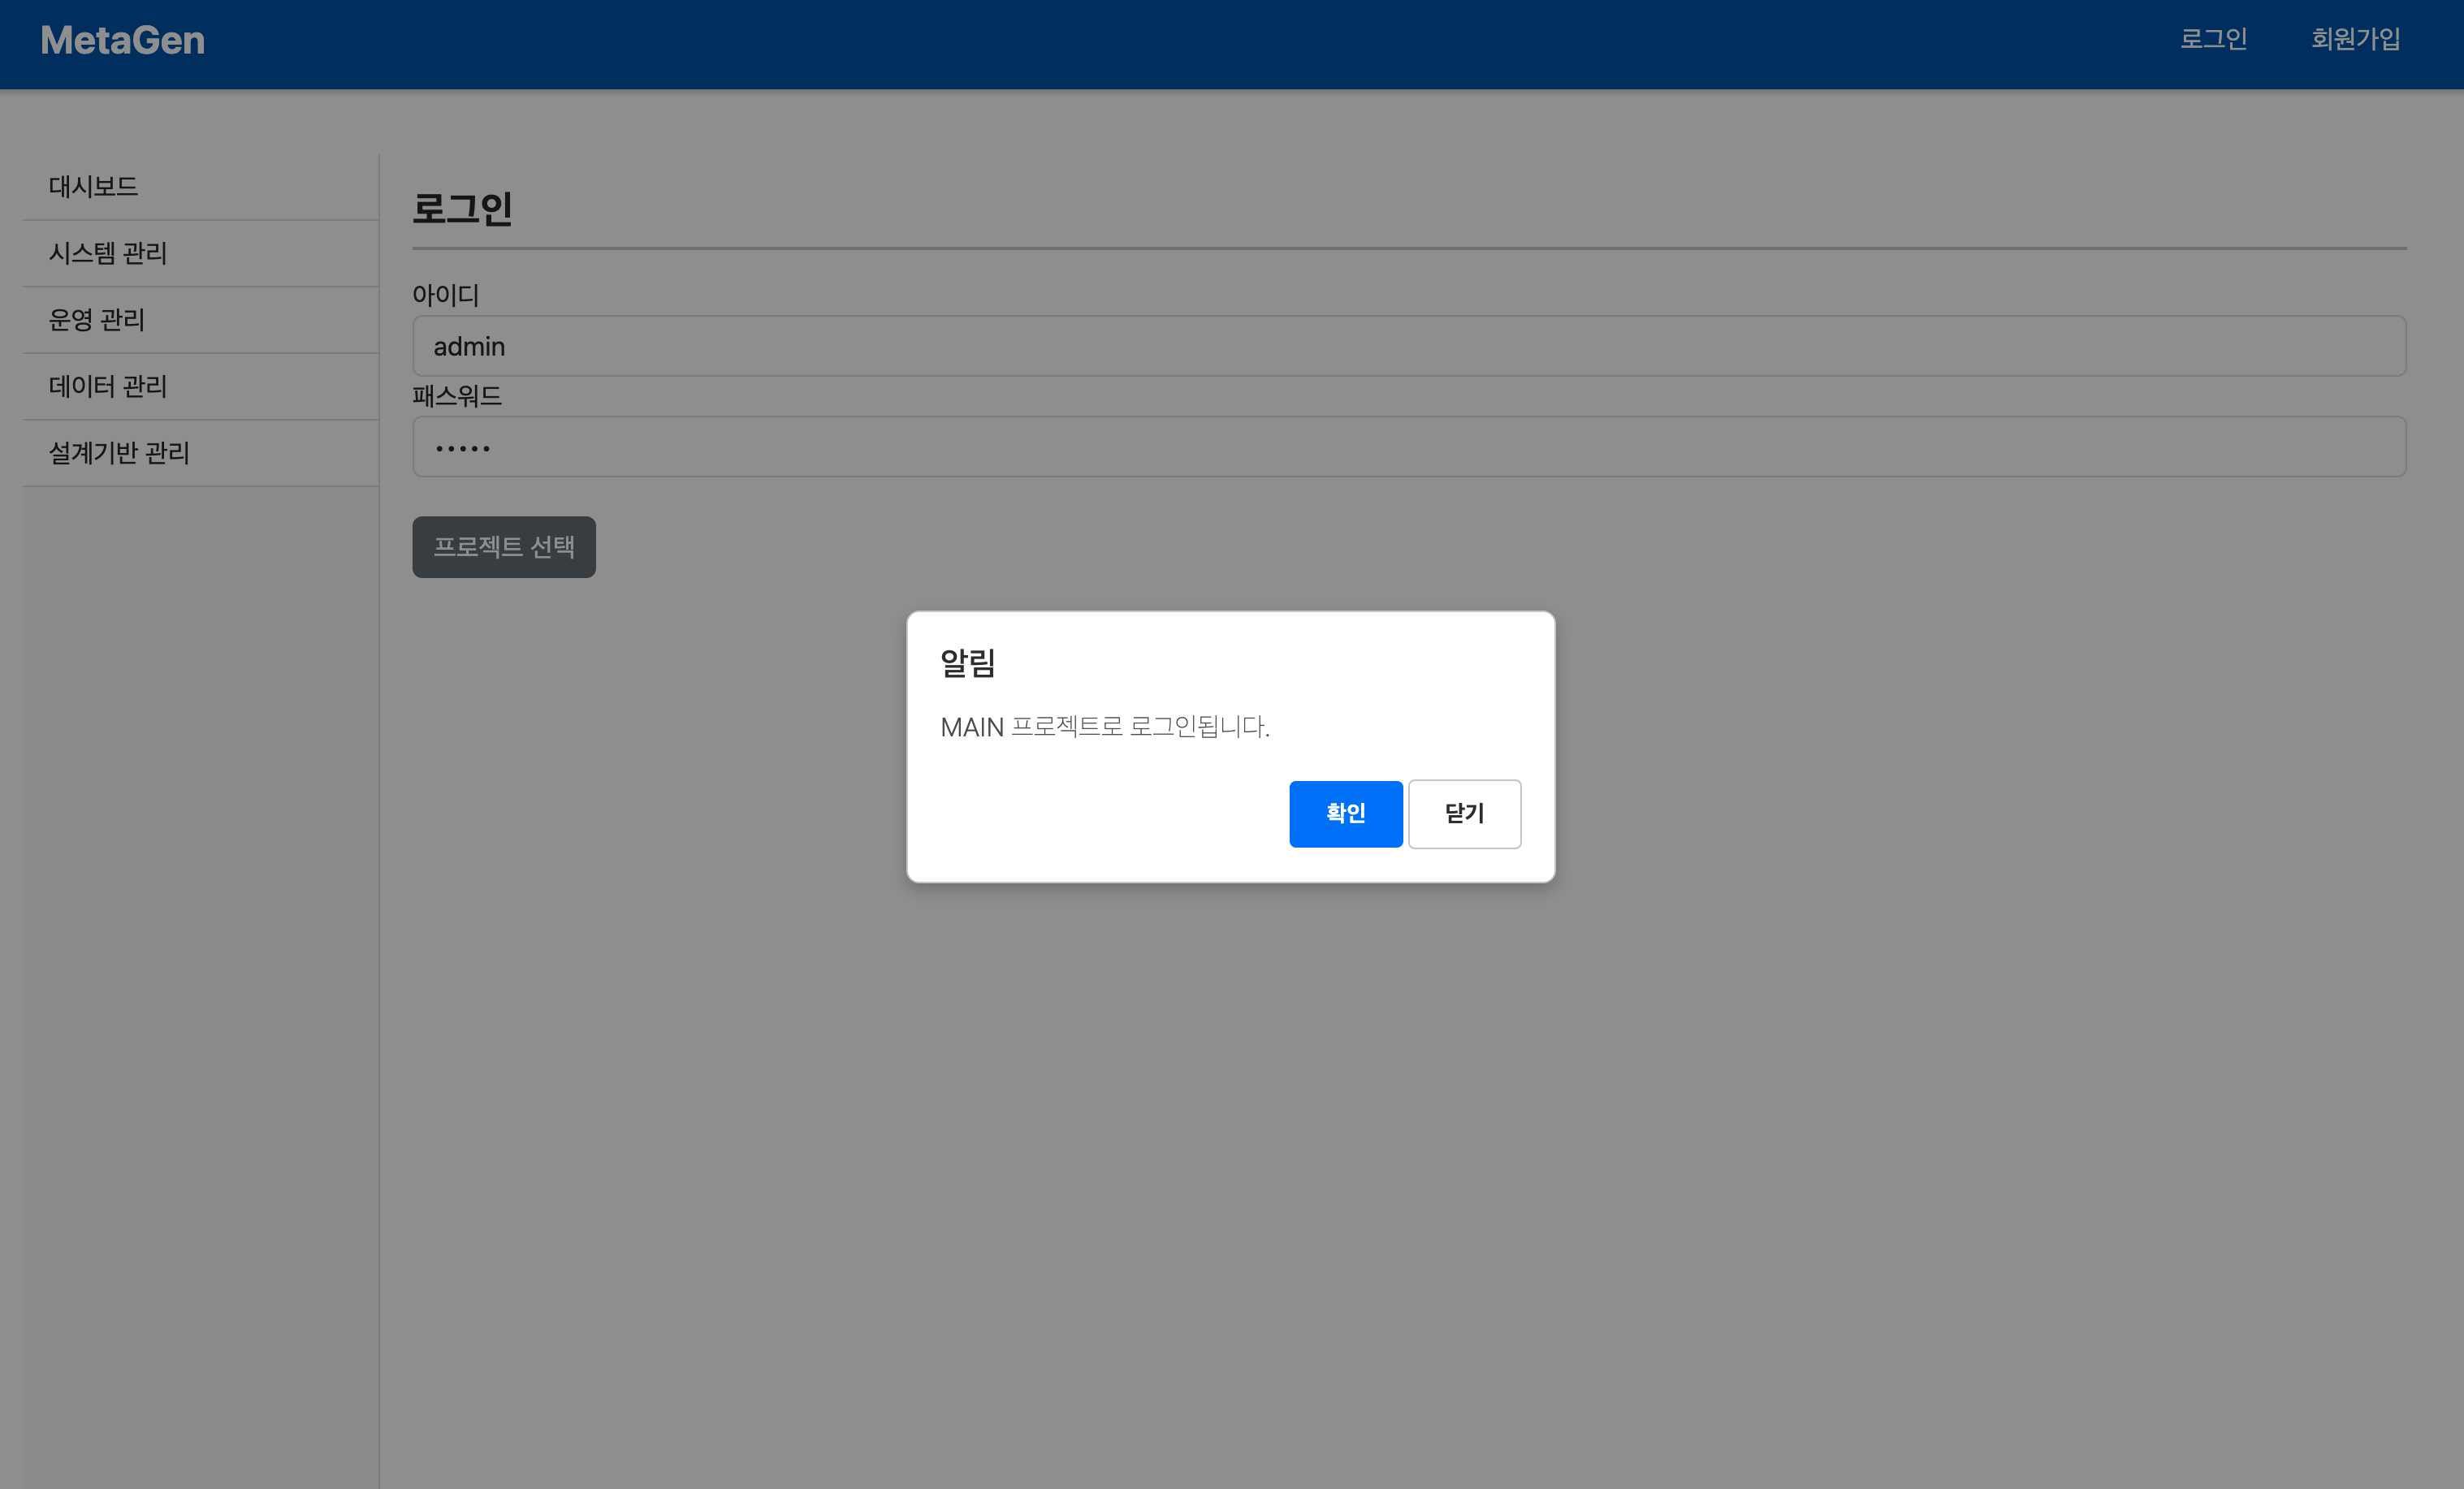 MetaGen
로그인 회원가입
대시보드
시스템 관리
운영 관리
데이터 관리
설계기반 관리
로그인
아이디
admin
패스워드
•••••
프로젝트 선택
알림
MAIN 프로젝트로 로그인됩니다.
확인 닫기